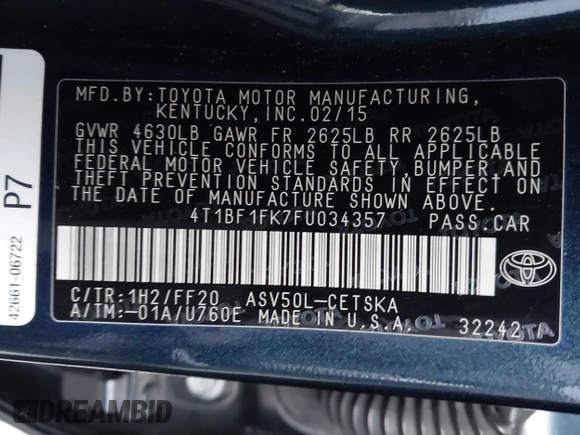 MFD.BY:TOYOTA MOTOR MANUFACTURING,
KENTUCKY,INC.02/15
GVWR 4630LB GAWR FR 2625LB RR 2625LB
THIS VEHICLE CONFORMS TO ALL APPLICABLE
FEDERAL MOTOR VEHICLE SAFETY,BUMPER,AND
THEFT PREVENTION STANDARDS IN EFFECT ON
THE DATE OF MANUFACTURE SHOWN ABOVE.
4T1BF1FK7FU034357 PASS.CAR
C/TR:1H2/FF20 ASV50L-CETSKA
A/TM:-01A/U760E MADE IN U.S.A. 32242
TOYOTA
P7
42661-06722
DREAMBID